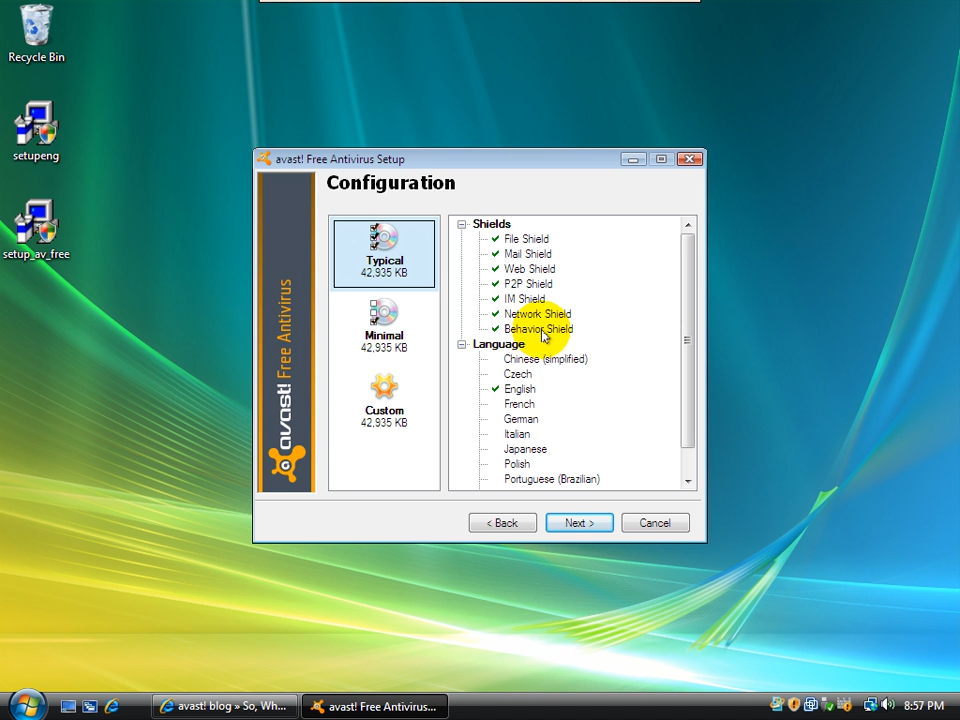 Recycle Bin
setupeng
setup_av_free
avast! Free Antivirus Setup
Configuration
avast! Free Antivirus
Typical
42,935 KB
Minimal
42,935 KB
Custom
42,935 KB
Shields
File Shield
Mail Shield
Web Shield
P2P Shield
IM Shield
Network Shield
Behavior Shield
Language
Chinese (simplified)
Czech
English
French
German
Italian
Japanese
Polish
Portuguese (Brazilian)
< Back
Next >
Cancel
avast! blog » So, Wh...
avast! Free Antivirus...
8:57 PM